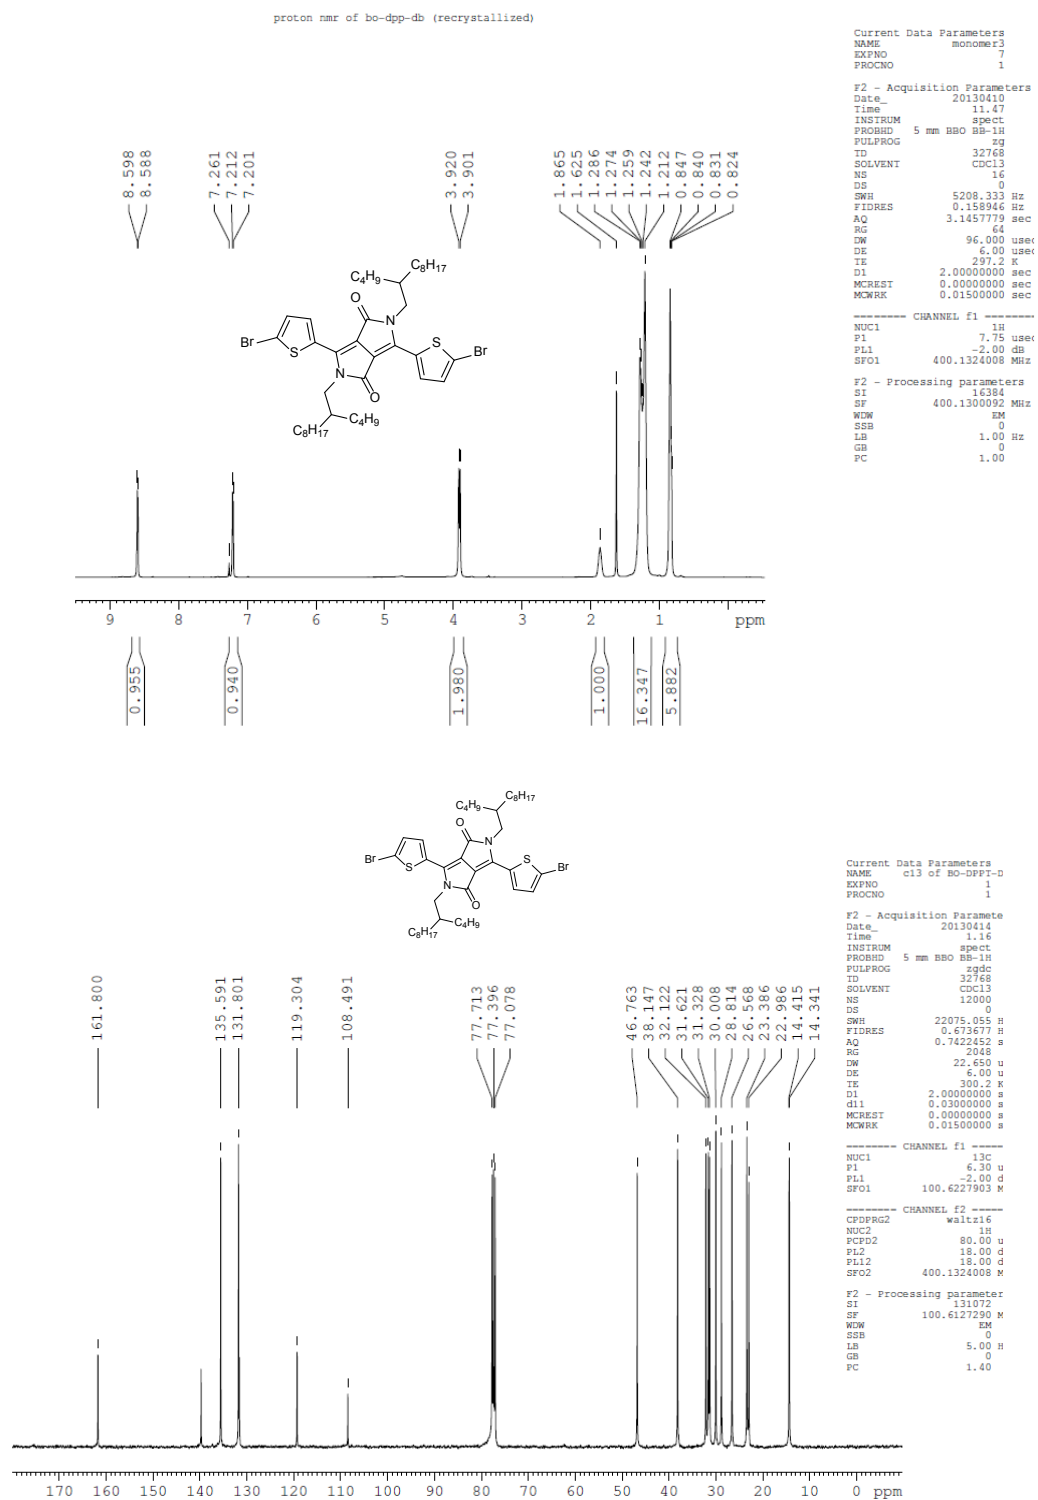 proton nmr of bo-dpp-db (recrystallized)
Current Data Parameters
NAME monomer3
EXPNO 7
PROCNO 1
F2 - Acquisition Parameters
Date_ 20130410
Time 11.47
INSTRUM spect
PROBHD 5 mm BBO BB-1H
PULPROG zg
TD 32768
SOLVENT CDCl3
NS 16
DS 0
SWH 5208.333 Hz
FIDRES 0.158946 Hz
AQ 3.1457779 sec
RG 64
DW 96.000 usec
DE 6.00 usec
TE 297.2 K
D1 2.00000000 sec
MCREST 0.00000000 sec
MCWRK 0.01500000 sec
======== CHANNEL f1 ========
NUC1 1H
P1 7.75 usec
PL1 -2.00 dB
SFO1 400.1324008 MHz
F2 - Processing parameters
SI 16384
SF 400.1300092 MHz
WDW EM
SSB 0
LB 1.00 Hz
GB 0
PC 1.00
8.598
8.588
7.261
7.212
7.201
3.920
3.901
1.865
1.625
1.286
1.274
1.259
1.242
1.212
0.847
0.840
0.831
0.824
C4H9
C8H17
O
N
S
Br
Br
S
N
O
C8H17
C4H9
9 8 7 6 5 4 3 2 1 ppm
0.955
0.940
1.980
1.000
16.347
5.882
C4H9
C8H17
O
N
S
Br
Br
S
N
O
C8H17
C4H9
Current Data Parameters
NAME c13 of BO-DPPT-D
EXPNO 1
PROCNO 1
F2 - Acquisition Paramete
Date_ 20130414
Time 1.16
INSTRUM spect
PROBHD 5 mm BBO BB-1H
PULPROG zgdc
TD 32768
SOLVENT CDCl3
NS 12000
DS 0
SWH 22075.055 H
FIDRES 0.673677 H
AQ 0.7422452 s
RG 2048
DW 22.650 u
DE 6.00 u
TE 300.2 K
D1 2.00000000 s
d11 0.03000000 s
MCREST 0.00000000 s
MCWRK 0.01500000 s
======== CHANNEL f1 =====
NUC1 13C
P1 6.30 u
PL1 -2.00 d
SFO1 100.6227903 M
======== CHANNEL f2 =====
CPDPRG2 waltz16
NUC2 1H
PCPD2 80.00 u
PL2 18.00 d
PL12 18.00 d
SFO2 400.1324008 M
F2 - Processing parameter
SI 131072
SF 100.6127290 M
WDW EM
SSB 0
LB 5.00 H
GB 0
PC 1.40
161.800
135.591
131.801
119.304
108.491
77.713
77.396
77.078
46.763
38.147
32.122
31.621
31.328
30.008
28.814
26.568
23.386
22.986
14.415
14.341
170 160 150 140 130 120 110 100 90 80 70 60 50 40 30 20 10 0 ppm